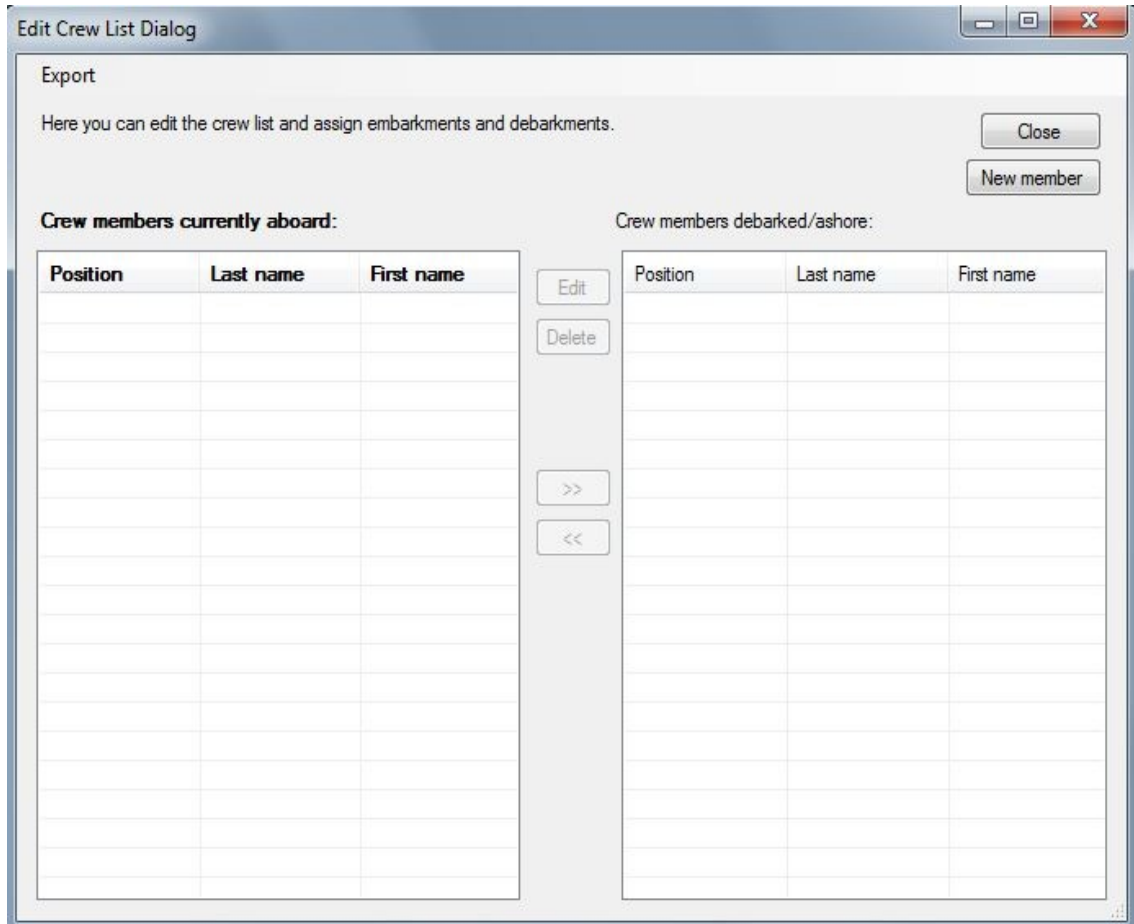 Edit Crew List Dialog
Export
Here you can edit the crew list and assign embarkments and debarkments.
Close
New member
Crew members currently aboard:
Crew members debarked/ashore:
Position Last name First name
Edit
Delete
>>
<<
Position Last name First name